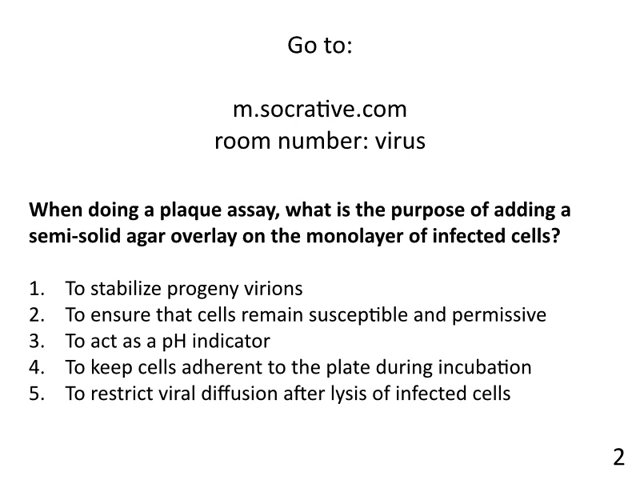 Go to:
m.socrative.com
room number: virus
When doing a plaque assay, what is the purpose of adding a
semi-solid agar overlay on the monolayer of infected cells?
1. To stabilize progeny virions
2. To ensure that cells remain susceptible and permissive
3. To act as a pH indicator
4. To keep cells adherent to the plate during incubation
5. To restrict viral diffusion after lysis of infected cells
2